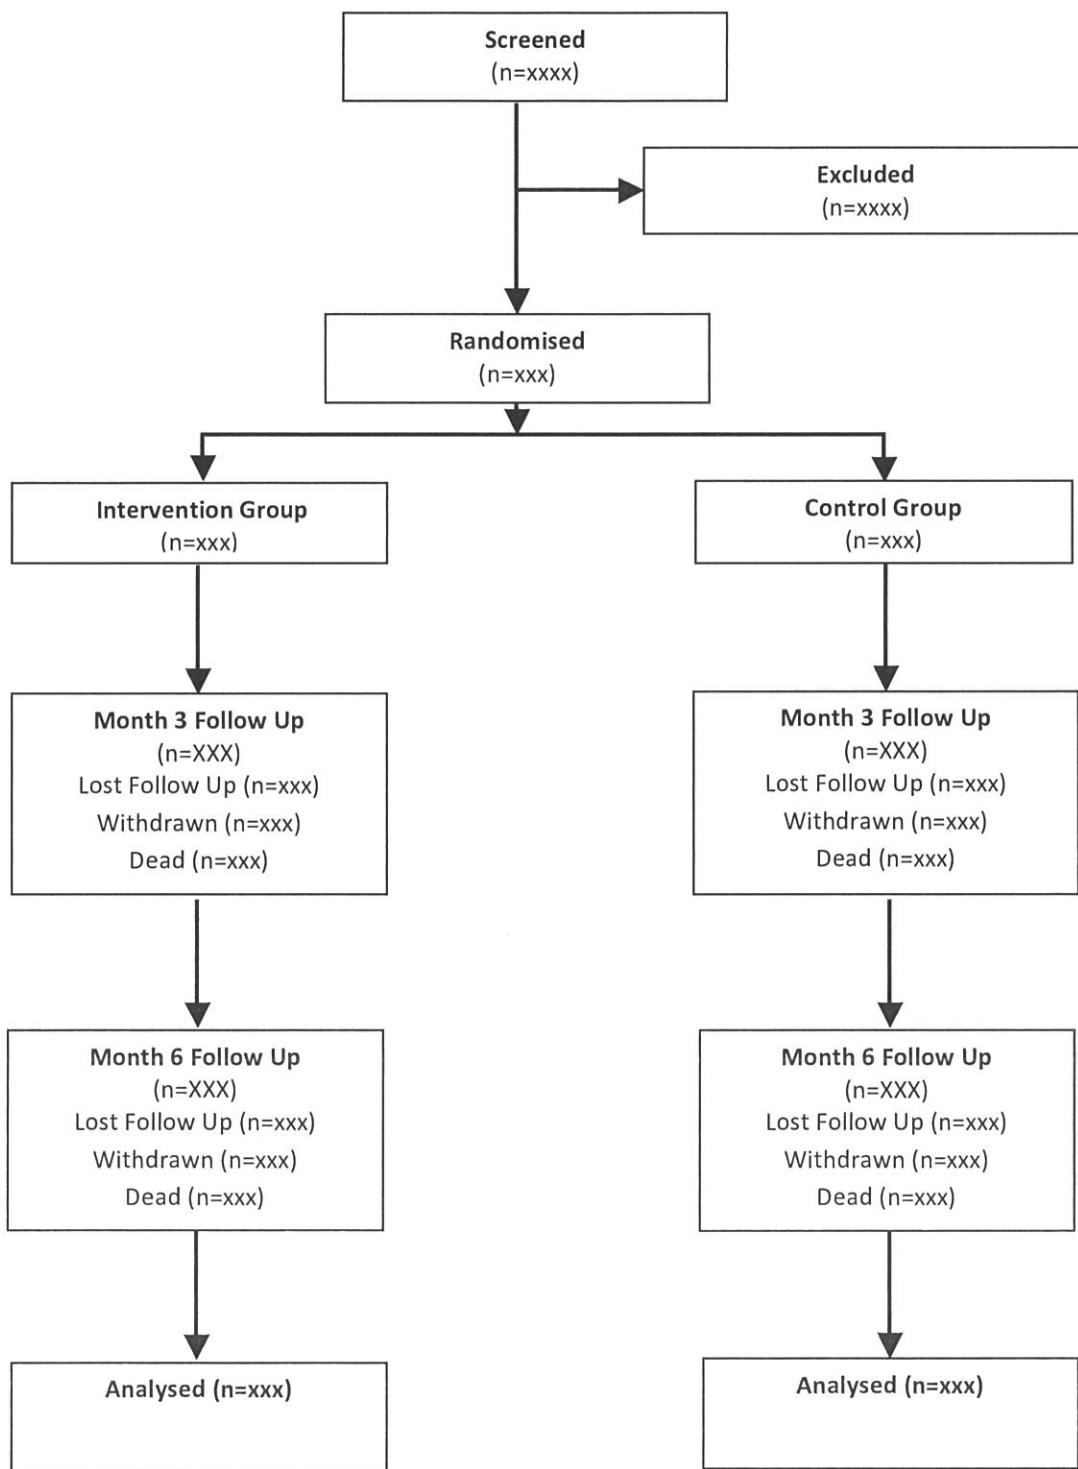 Screened
(n=xxxx)
Excluded
(n=xxxx)
Randomised
(n=xxx)
Intervention Group
(n=xxx)
Control Group
(n=xxx)
Month 3 Follow Up
(n=XXX)
Lost Follow Up (n=xxx)
Withdrawn (n=xxx)
Dead (n=xxx)
Month 3 Follow Up
(n=XXX)
Lost Follow Up (n=xxx)
Withdrawn (n=xxx)
Dead (n=xxx)
Month 6 Follow Up
(n=XXX)
Lost Follow Up (n=xxx)
Withdrawn (n=xxx)
Dead (n=xxx)
Month 6 Follow Up
(n=XXX)
Lost Follow Up (n=xxx)
Withdrawn (n=xxx)
Dead (n=xxx)
Analysed (n=xxx)
Analysed (n=xxx)